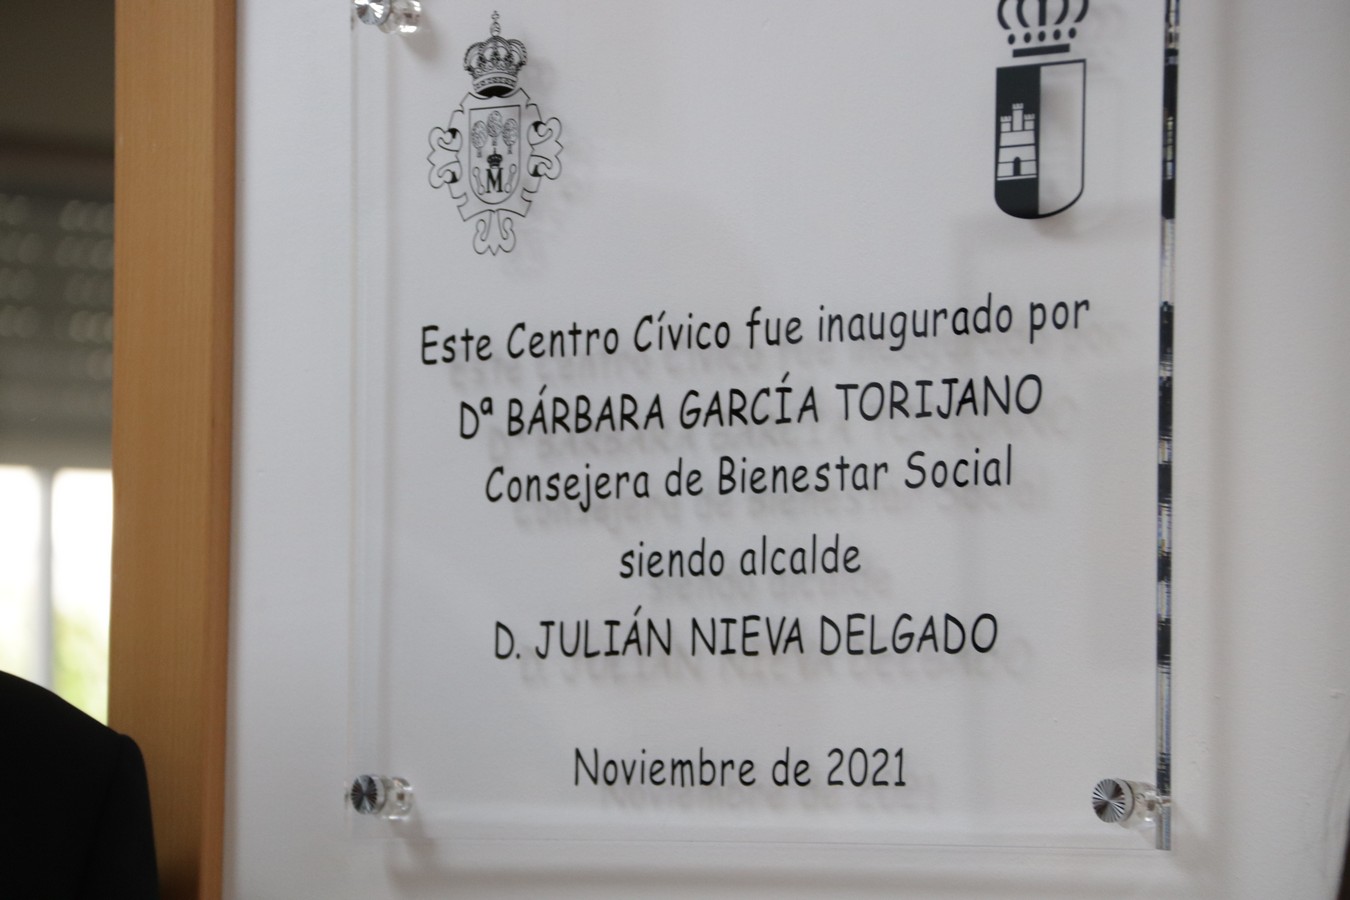 M
Este Centro Cívico fue inaugurado por
Dª BÁRBARA GARCÍA TORIJANO
Consejera de Bienestar Social
siendo alcalde
D. JULIÁN NIEVA DELGADO
Noviembre de 2021